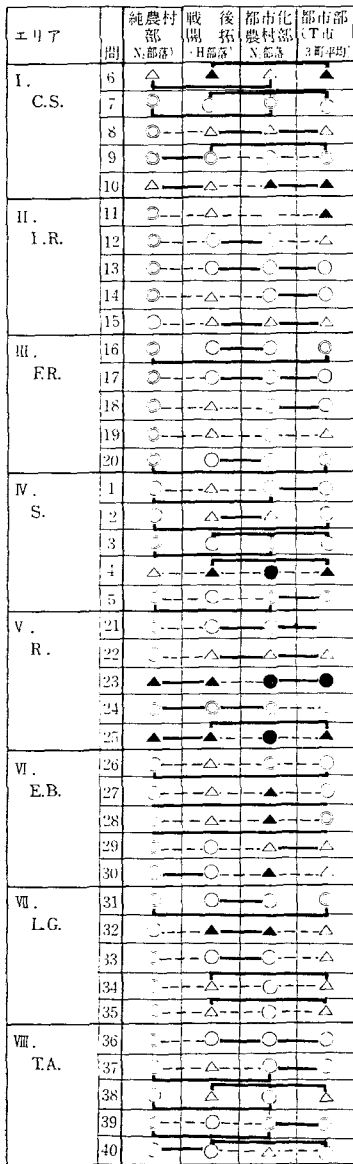 エリア 問 純農村部 (N₁部落) 戦後開拓 ・H部落) 都市化農村部 N₂部落 都市部 (T市 3町平均)
I. C.S.
6 △ ▲ △ ▲
7 ◎ ○ ◎ ○
8 ◎ △ △ △
9 ◎ ◎ ○ ○
10 △ △ ▲ ▲
II. I.R.
11 ◎ △ ▲
12 ◎ ○ ○ △
13 ◎ ○ ○ ○
14 ◎ △ ○ ○
15 ○ △ △ △
III. F.R.
16 ◎ ○ ○ ◎
17 ◎ ○ ○ ○
18 ◎ △ ○ ○
19 ◎ △ ○ △
20 ◎ ○ ○ ◎
IV. S.
1 ○ △ ○ ○
2 ○ △ △ ○
3 ○ ○ ○ ○
4 △ ▲ ● ▲
5 ○ ○ ○ ○
V. R.
21 ○ ○ ○
22 ○ △ △ △
23 ▲ ▲ ● ●
24 ◎ ◎ ◎
25 ▲ ▲ ● ▲
VI. E.B.
26 ○ △ ○ ○
27 ○ △ ▲ ○
28 ○ △ ▲ ◎
29 ○ ○ △ △
30 ○ ○ ▲ △
VII. L.G.
31 ○ ○ ○ ○
32 ○ ▲ ▲ △
33 ○ ○ ○ △
34 ○ △ ○ △
35 ○ △ ○ △
VIII. T.A.
36 ○ ○ ○ ○
37 ○ △ ○ ○
38 ○ △ ○ △
39 ○ ○ ○ ○
40 ○ ○ △ ○